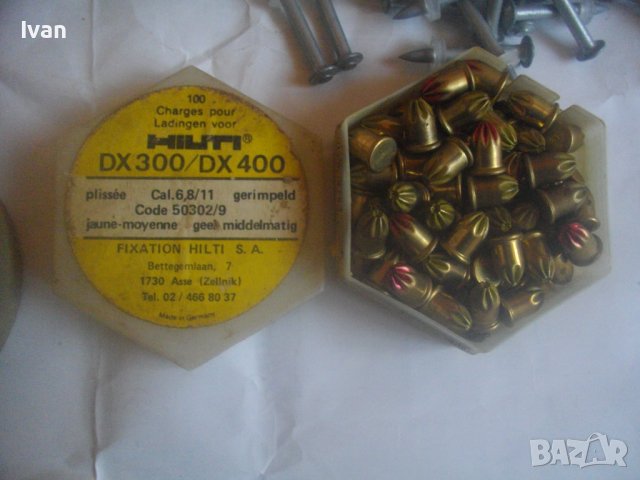 Ivan
100
Charges pour
Ladingen voor
HILTI®
DX300/DX400
plissée Cal.6,8/11 gerimpeld
Code 50302/9
jaune-moyenne geel middelmatig
FIXATION HILTI S.A.
Bettegemlaan, 7
1730 Asse (Zellik)
Tel. 02/466 80 37
Made in Germany
BAZAR